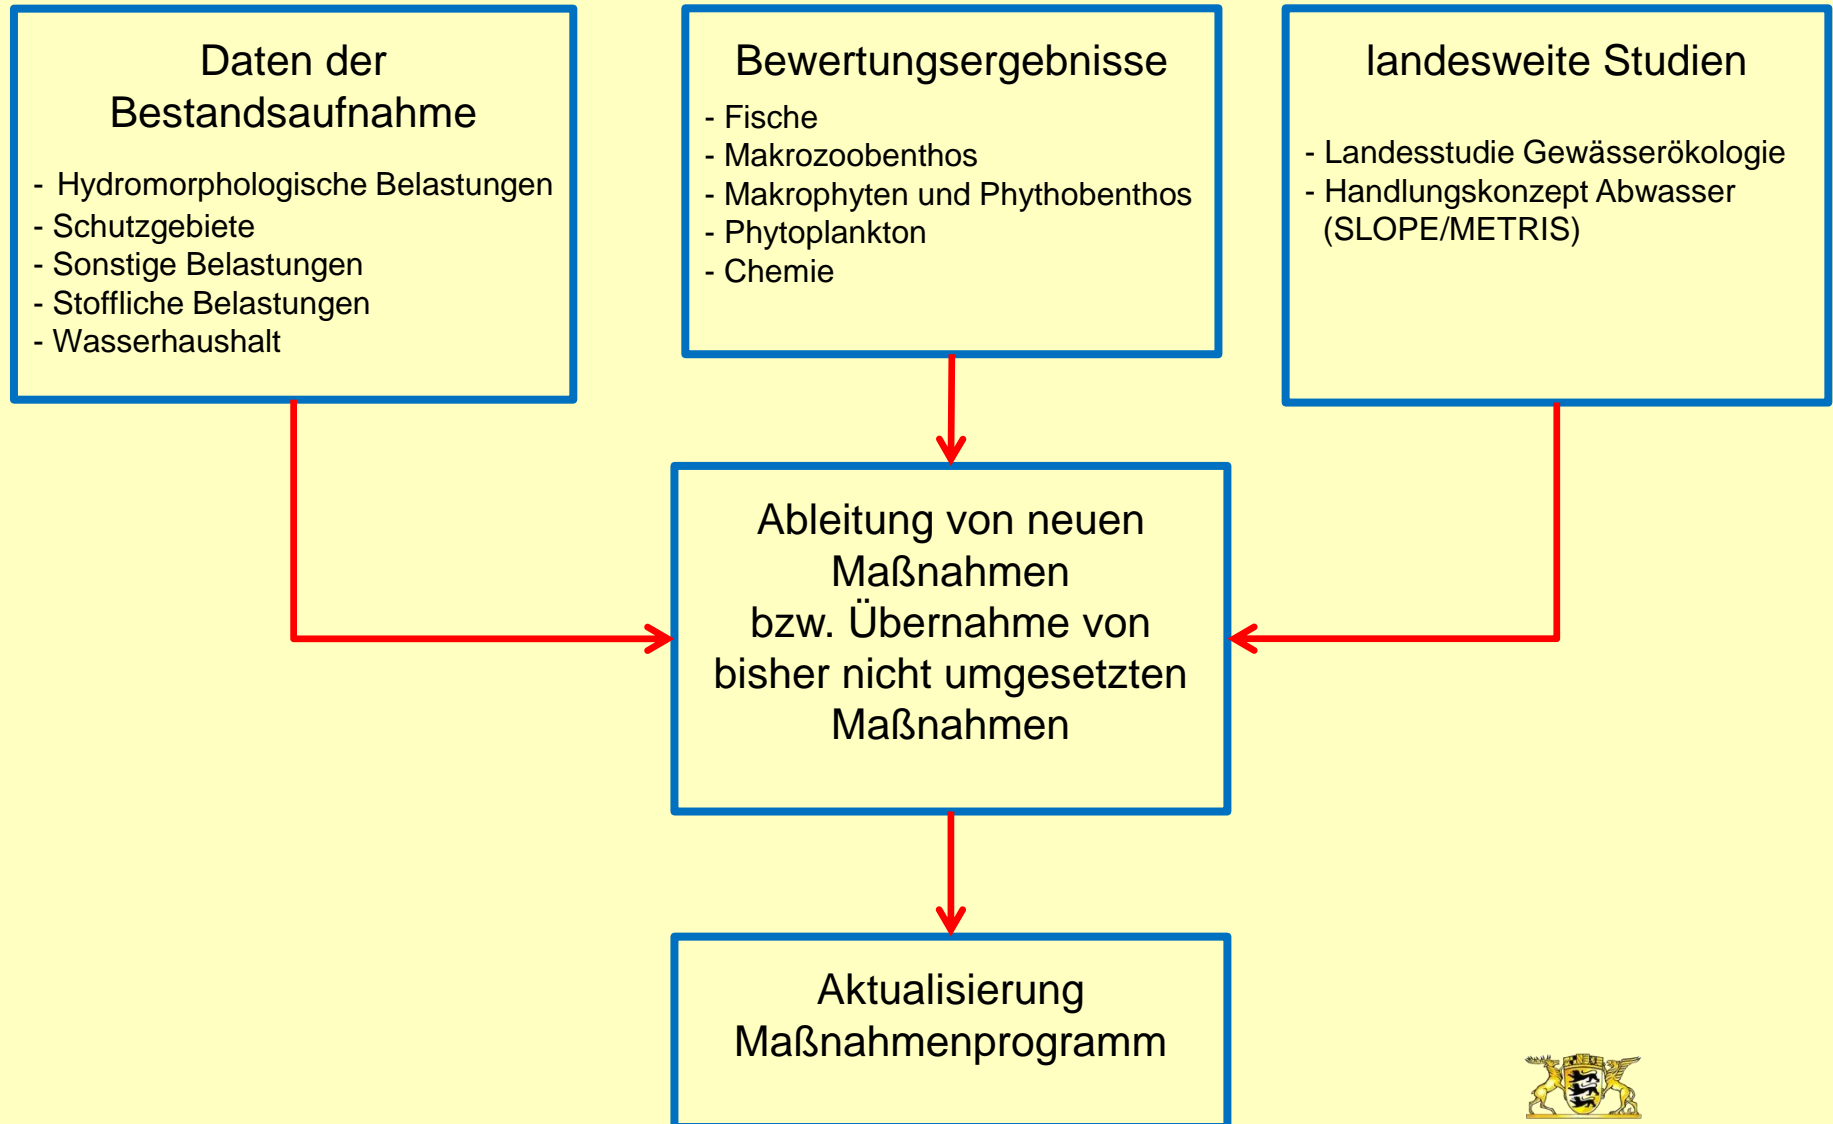 Daten der
Bestandsaufnahme
- Hydromorphologische Belastungen
- Schutzgebiete
- Sonstige Belastungen
- Stoffliche Belastungen
- Wasserhaushalt
Bewertungsergebnisse
- Fische
- Makrozoobenthos
- Makrophyten und Phythobenthos
- Phytoplankton
- Chemie
landesweite Studien
- Landesstudie Gewässerökologie
- Handlungskonzept Abwasser
(SLOPE/METRIS)
Ableitung von neuen
Maßnahmen
bzw. Übernahme von
bisher nicht umgesetzten
Maßnahmen
Aktualisierung
Maßnahmenprogramm